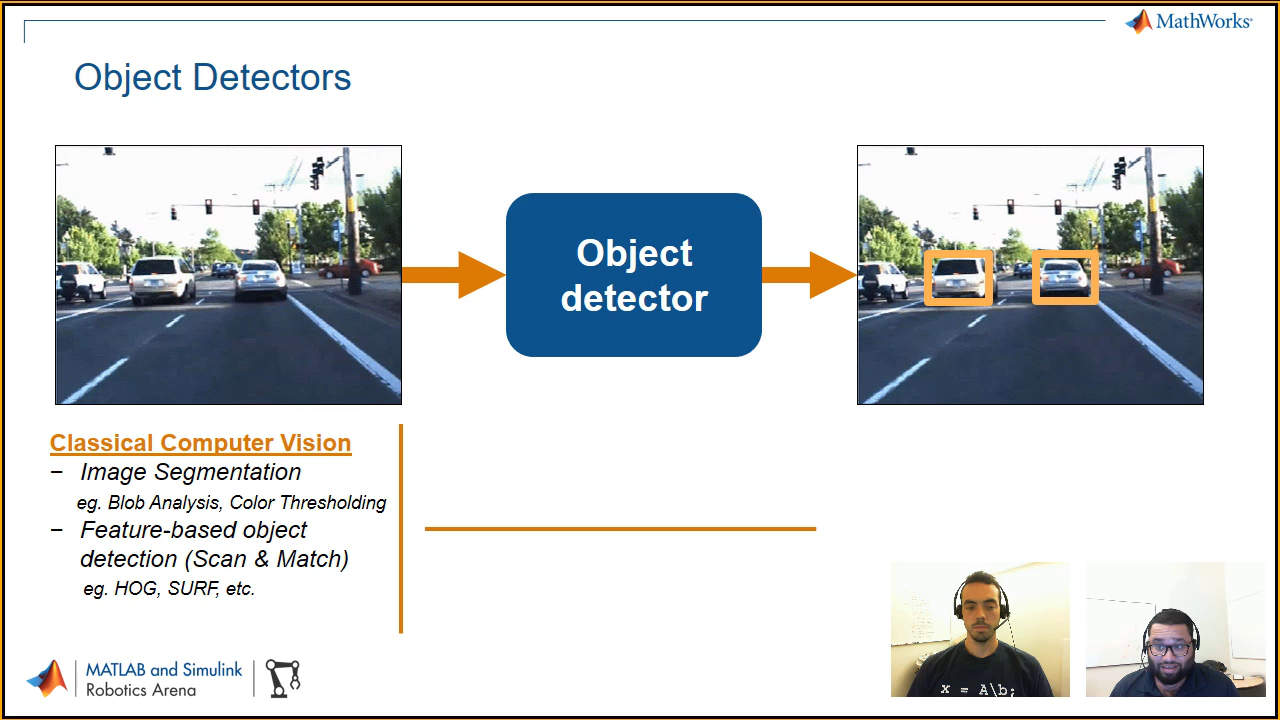 MathWorks®
Object Detectors
Object
detector
Classical Computer Vision
− Image Segmentation
eg. Blob Analysis, Color Thresholding
− Feature-based object
detection (Scan & Match)
eg. HOG, SURF, etc.
x = A\b;
MATLAB and Simulink
Robotics Arena